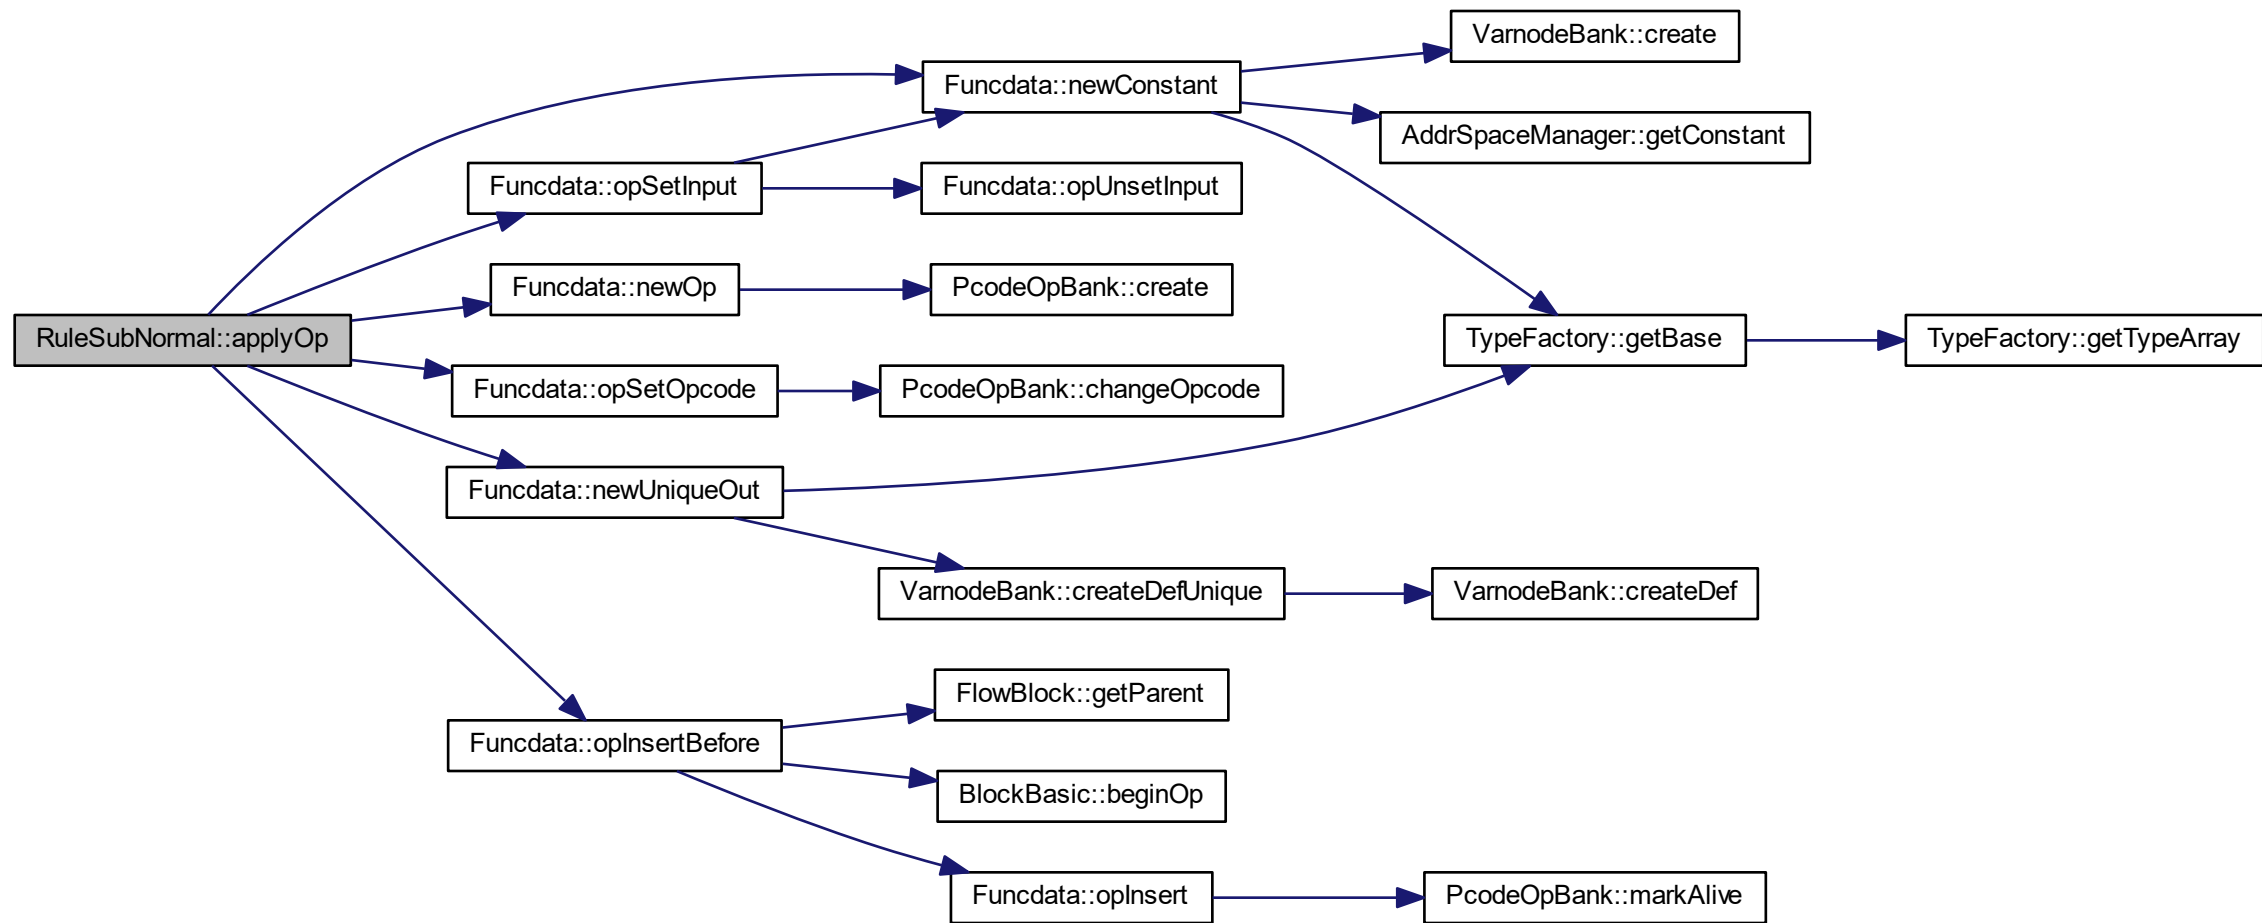 VarnodeBank::create
Funcdata::newConstant
AddrSpaceManager::getConstant
Funcdata::opSetInput
Funcdata::opUnsetInput
Funcdata::newOp
PcodeOpBank::create
RuleSubNormal::applyOp
TypeFactory::getBase
TypeFactory::getTypeArray
Funcdata::opSetOpcode
PcodeOpBank::changeOpcode
Funcdata::newUniqueOut
VarnodeBank::createDefUnique
VarnodeBank::createDef
FlowBlock::getParent
Funcdata::opInsertBefore
BlockBasic::beginOp
Funcdata::opInsert
PcodeOpBank::markAlive